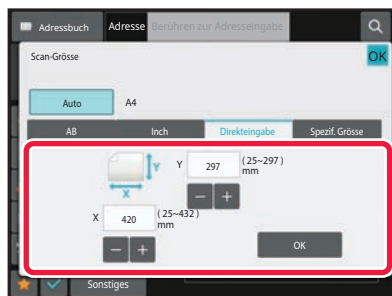 Adressbuch Adresse Berühren zur Adresseingabe
Scan-Grösse OK
Auto A4
AB Inch Direkteingabe Spezif. Grösse
Y Y 297 (25~297) mm
X
X 420 (25~432) mm
OK
Sonstiges